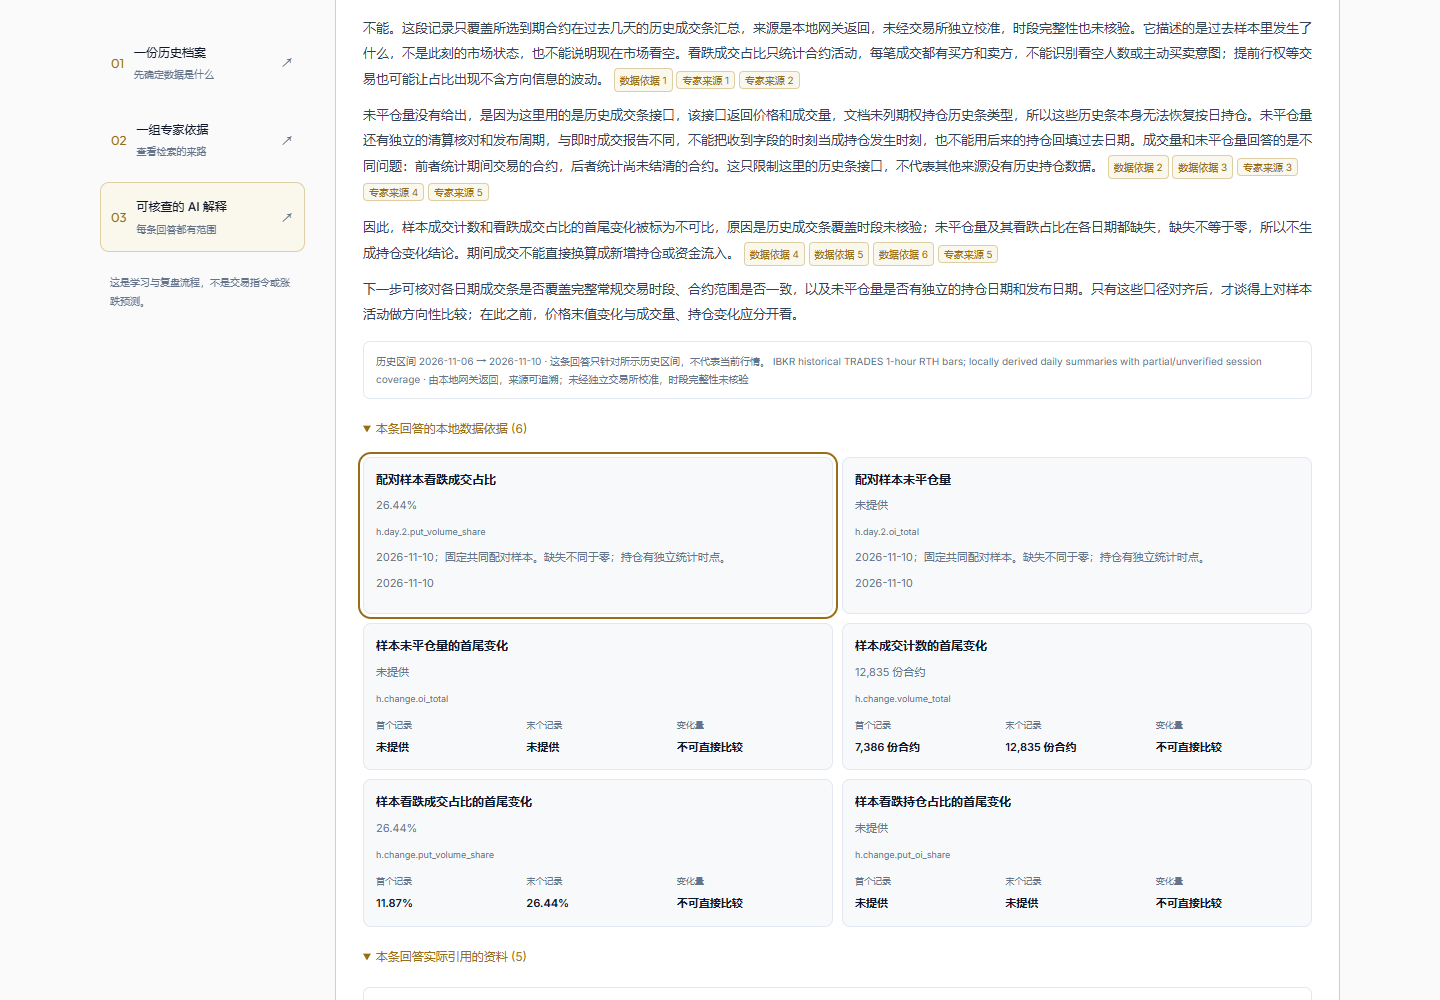 01 一份历史档案 ↗
先确定数据是什么
02 一组专家依据 ↗
查看检索的来路
03 可核查的 AI 解释 ↗
每条回答都有范围
这是学习与复盘流程，不是交易指令或涨
跌预测。
不能。这段记录只覆盖所选到期合约在过去几天的历史成交条汇总，来源是本地网关返回，未经交易所独立校准，时段完整性也未核验。它描述的是过去样本里发生了
什么，不是此刻的市场状态，也不能说明现在市场看空。看跌成交占比只统计合约活动，每笔成交都有买方和卖方，不能识别看空人数或主动买卖意图；提前行权等交
易也可能让占比出现不含方向信息的波动。 数据依据 1 专家来源 1 专家来源 2
未平仓量没有给出，是因为这里用的是历史成交条接口，该接口返回价格和成交量，文档未列期权持仓历史条类型，所以这些历史条本身无法恢复按日持仓。未平仓量
还有独立的清算核对和发布周期，与即时成交报告不同，不能把收到字段的时刻当成持仓发生时刻，也不能用后来的持仓回填过去日期。成交量和未平仓量回答的是不
同问题：前者统计期间交易的合约，后者统计尚未结清的合约。这只限制这里的历史条接口，不代表其他来源没有历史持仓数据。 数据依据 2 数据依据 3 专家来源 3
专家来源 4 专家来源 5
因此，样本成交计数和看跌成交占比的首尾变化被标为不可比，原因是历史成交条覆盖时段未核验；未平仓量及其看跌占比在各日期都缺失，缺失不等于零，所以不生
成持仓变化结论。期间成交不能直接换算成新增持仓或资金流入。 数据依据 4 数据依据 5 数据依据 6 专家来源 5
下一步可核对各日期成交条是否覆盖完整常规交易时段、合约范围是否一致，以及未平仓量是否有独立的持仓日期和发布日期。只有这些口径对齐后，才谈得上对样本
活动做方向性比较；在此之前，价格末值变化与成交量、持仓变化应分开看。
历史区间 2026-11-06 → 2026-11-10 · 这条回答只针对所示历史区间，不代表当前行情。 IBKR historical TRADES 1-hour RTH bars; locally derived daily summaries with partial/unverified session
coverage · 由本地网关返回，来源可追溯；未经独立交易所校准，时段完整性未核验
▼ 本条回答的本地数据依据 (6)
配对样本看跌成交占比
26.44%
h.day.2.put_volume_share
2026-11-10；固定共同配对样本。缺失不同于零；持仓有独立统计时点。
2026-11-10
配对样本未平仓量
未提供
h.day.2.oi_total
2026-11-10；固定共同配对样本。缺失不同于零；持仓有独立统计时点。
2026-11-10
样本未平仓量的首尾变化
未提供
h.change.oi_total
首个记录 末个记录 变化量
未提供 未提供 不可直接比较
样本成交计数的首尾变化
12,835 份合约
h.change.volume_total
首个记录 末个记录 变化量
7,386 份合约 12,835 份合约 不可直接比较
样本看跌成交占比的首尾变化
26.44%
h.change.put_volume_share
首个记录 末个记录 变化量
11.87% 26.44% 不可直接比较
样本看跌持仓占比的首尾变化
未提供
h.change.put_oi_share
首个记录 末个记录 变化量
未提供 未提供 不可直接比较
▼ 本条回答实际引用的资料 (5)